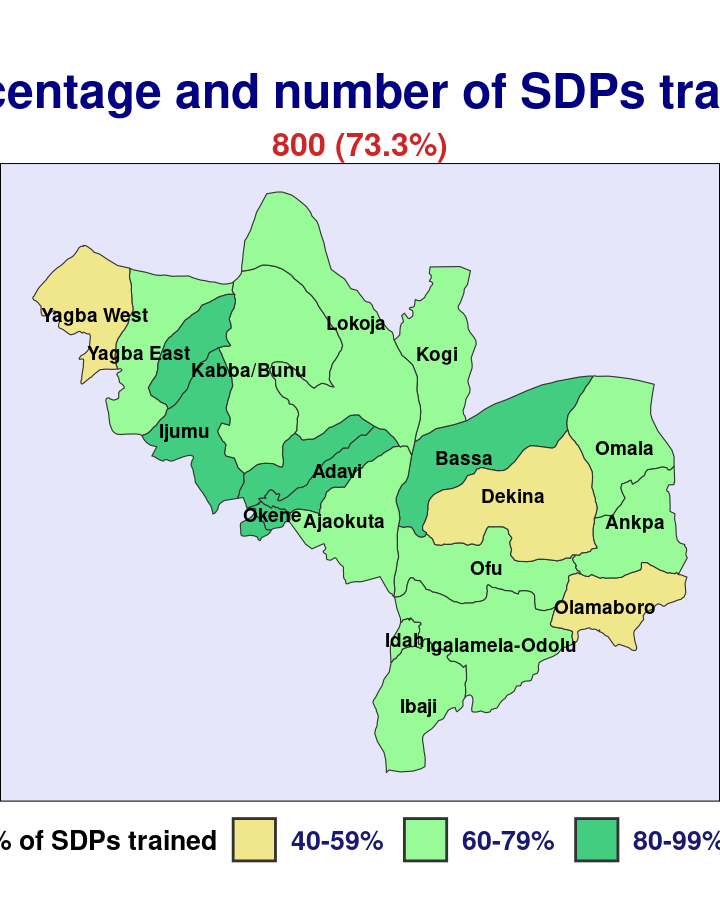 centage and number of SDPs tra
800 (73.3%)
Lokoja
Yagba West
Yagba East
Kogi
Kabba/Bunu
Ijumu
Omala
Bassa
Adavi
Dekina
Okene
Ajaokuta
Ankpa
Ofu
Olamaboro
Idah
Igalamela-Odolu
Ibaji
% of SDPs trained 40-59% 60-79% 80-99%